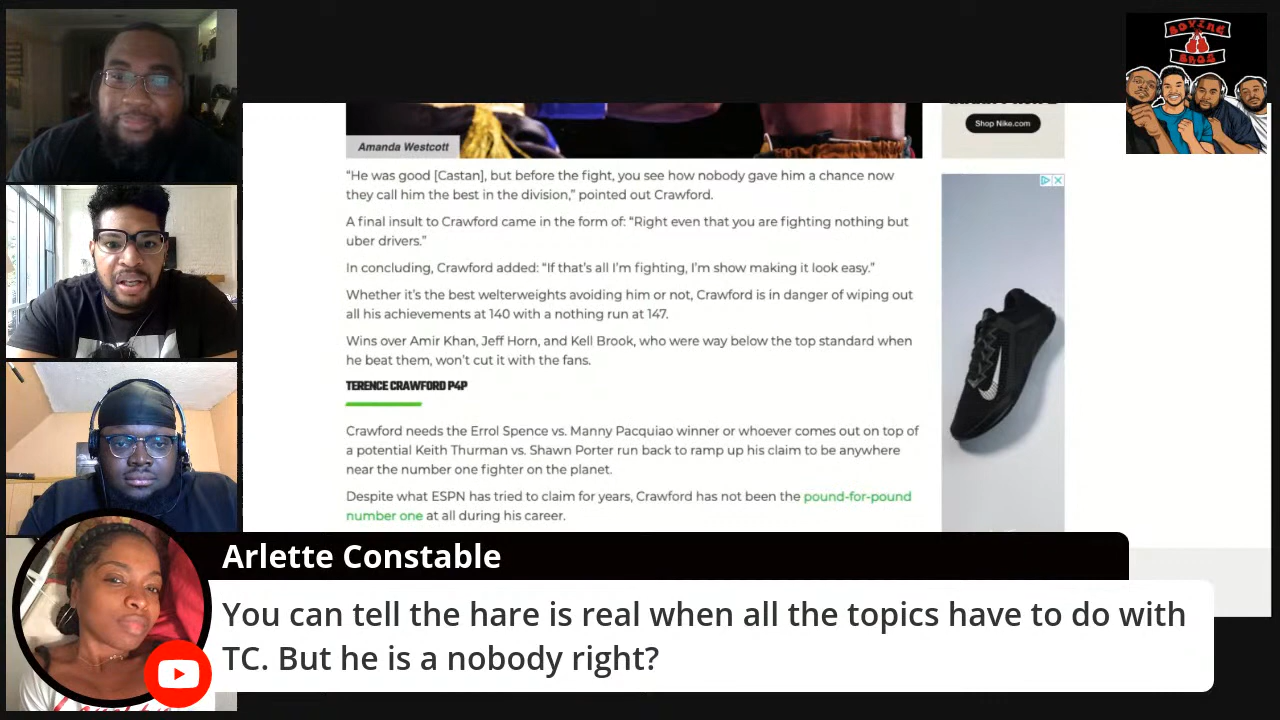 BOXING
BROS
Shop Nike.com
Amanda Westcott
“He was good [Castan], but before the fight, you see how nobody gave him a chance now
they call him the best in the division,” pointed out Crawford.
A final insult to Crawford came in the form of: “Right even that you are fighting nothing but
uber drivers.”
In concluding, Crawford added: “If that’s all I’m fighting, I’m show making it look easy.”
Whether it’s the best welterweights avoiding him or not, Crawford is in danger of wiping out
all his achievements at 140 with a nothing run at 147.
Wins over Amir Khan, Jeff Horn, and Kell Brook, who were way below the top standard when
he beat them, won’t cut it with the fans.
TERENCE CRAWFORD P4P
Crawford needs the Errol Spence vs. Manny Pacquiao winner or whoever comes out on top of
a potential Keith Thurman vs. Shawn Porter run back to ramp up his claim to be anywhere
near the number one fighter on the planet.
Despite what ESPN has tried to claim for years, Crawford has not been the pound-for-pound
number one at all during his career.
Arlette Constable
You can tell the hare is real when all the topics have to do with
TC. But he is a nobody right?